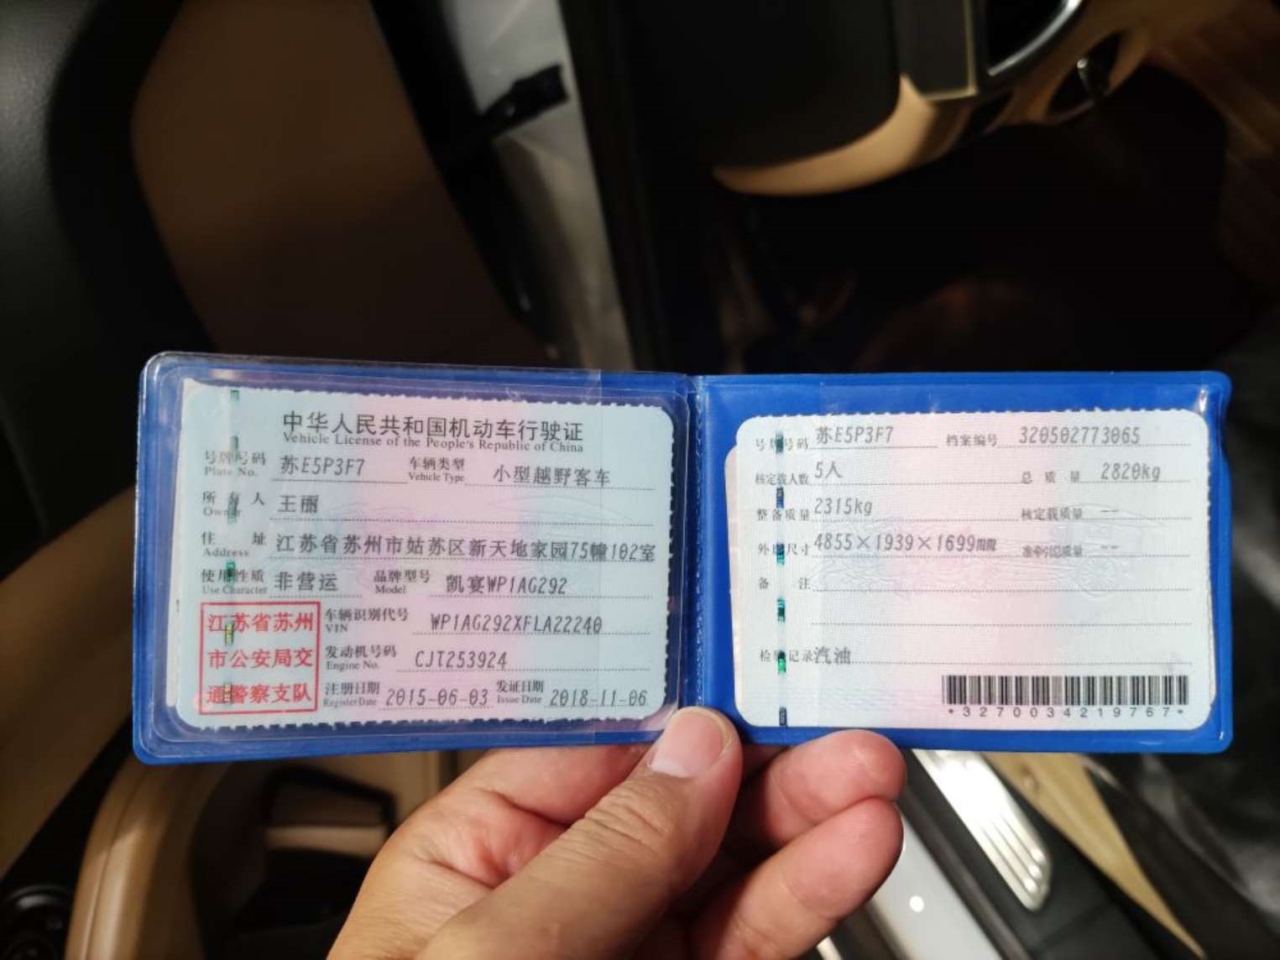 中华人民共和国机动车行驶证
Vehicle License of the People's Republic of China
号牌号码 苏E5P3F7 车辆类型 小型越野客车
Plate No. Vehicle Type
所有人 王丽
Owner
住址 江苏省苏州市姑苏区新天地家园75幢102室
Address
使用性质 非营运 品牌型号 凯宴WP1AG292
Use Character Model
江苏省苏州
市公安局交
通警察支队
车辆识别代号 WP1AG292XFLA22240
VIN
发动机号码 CJT253924
Engine No.
注册日期 2015-06-03 发证日期 2018-11-06
Register Date Issue Date
号牌号码 苏E5P3F7 档案编号 320502773065
核定载人数 5人 总质量 2820kg
整备质量 2315kg 核定载质量 --
外廓尺寸 4855×1939×1699mm 准牵引总质量 --
备注
检验记录 汽油
*3270034219767*